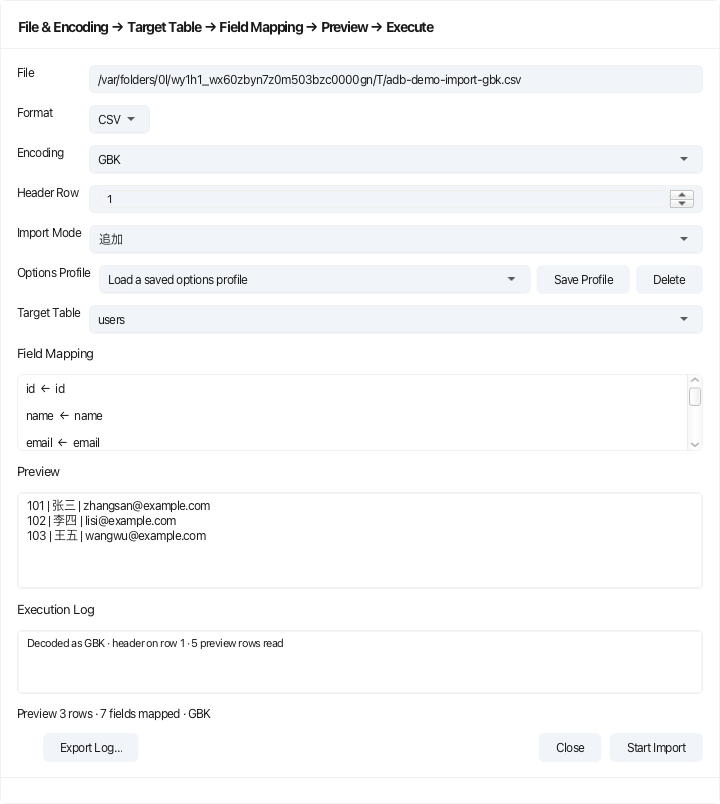 File & Encoding → Target Table → Field Mapping → Preview → Execute
File /var/folders/0l/wy1h1_wx60zbyn7z0m503bzc0000gn/T/adb-demo-import-gbk.csv
Format CSV
Encoding GBK
Header Row 1
Import Mode 追加
Options Profile Load a saved options profile Save Profile Delete
Target Table users
Field Mapping
id ← id
name ← name
email ← email
Preview
101 | 张三 | zhangsan@example.com
102 | 李四 | lisi@example.com
103 | 王五 | wangwu@example.com
Execution Log
Decoded as GBK · header on row 1 · 5 preview rows read
Preview 3 rows · 7 fields mapped · GBK
Export Log... Close Start Import